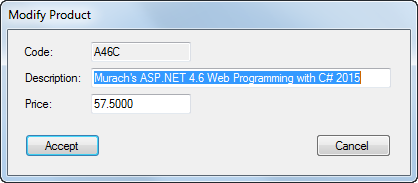 Modify Product
Code: A46C
Description: Murach's ASP.NET 4.6 Web Programming with C# 2015
Price: 57.5000
Accept Cancel